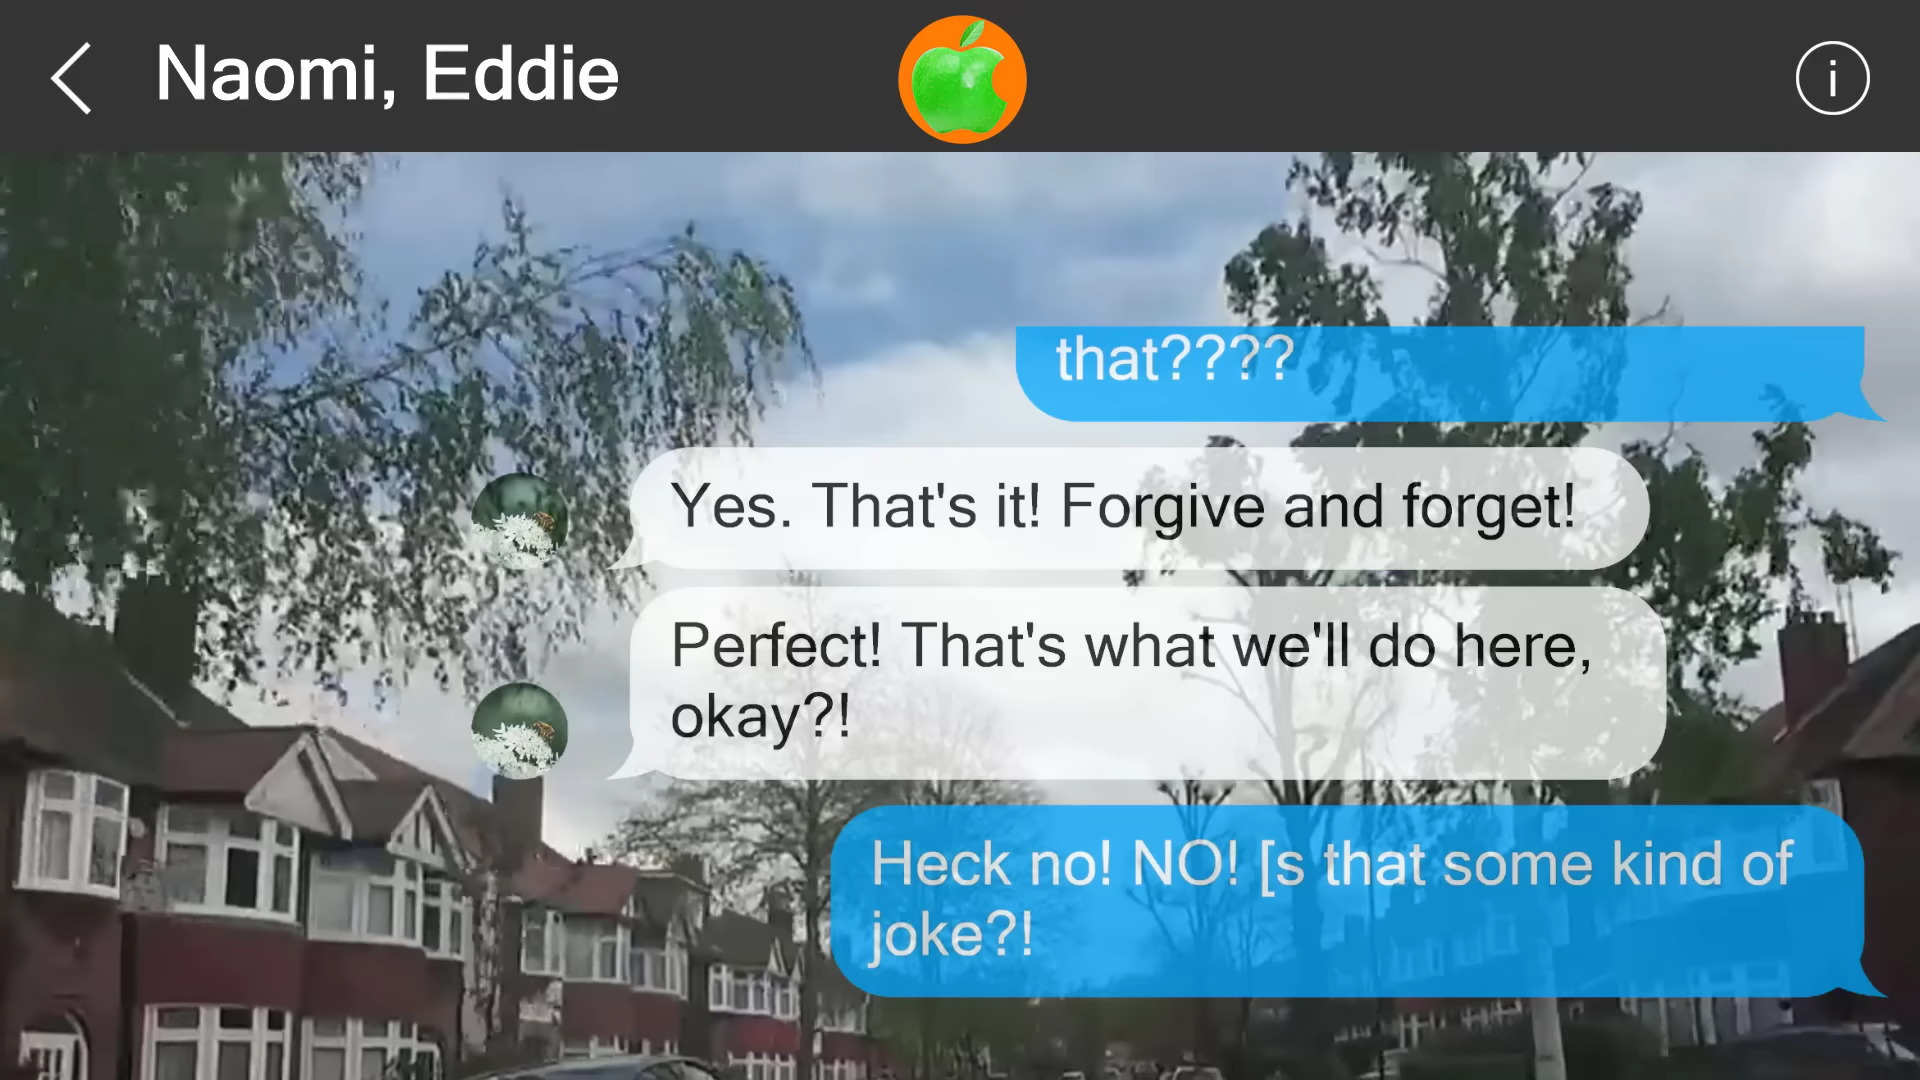 Naomi, Eddie
i
that????
Yes. That's it! Forgive and forget!
Perfect! That's what we'll do here,
okay?!
Heck no! NO! [s that some kind of
joke?!